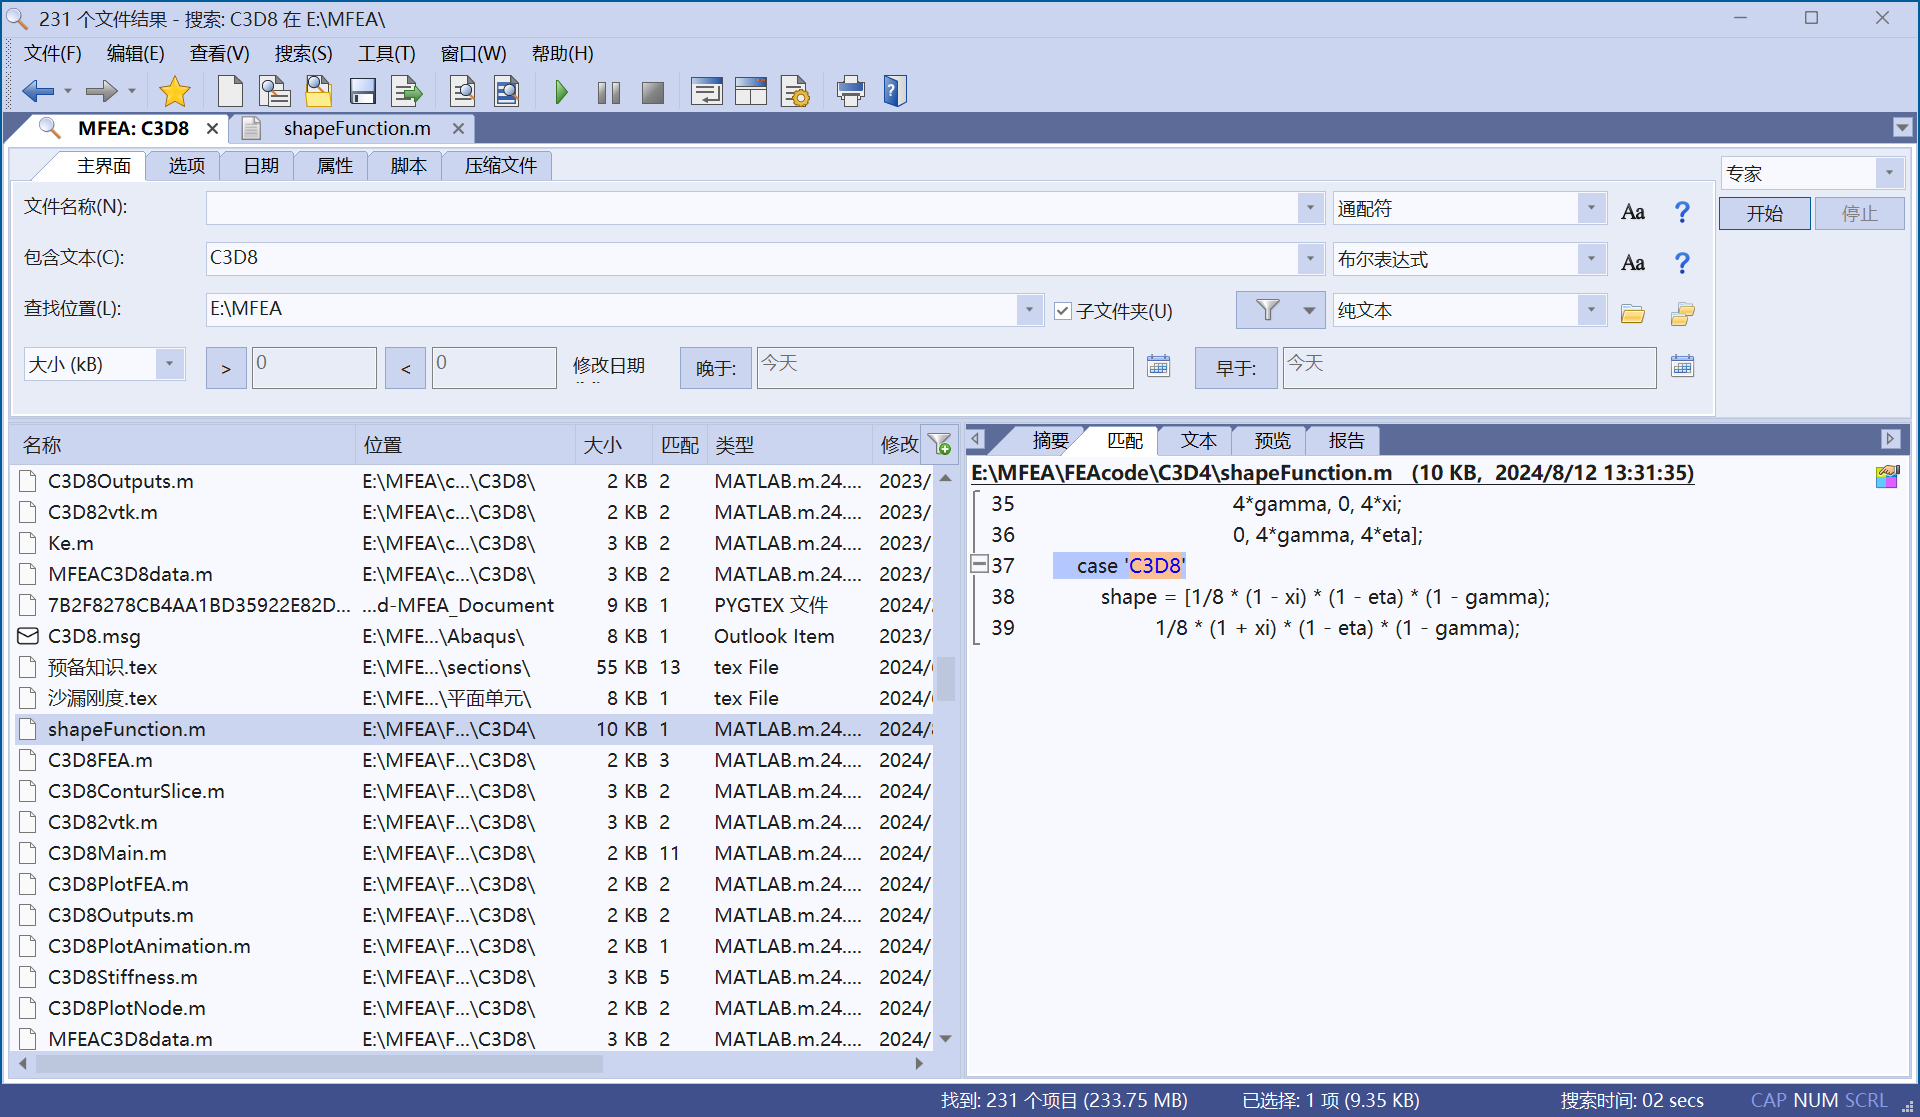 231 个文件结果 - 搜索: C3D8 在 E:\MFEA\
文件(F) 编辑(E) 查看(V) 搜索(S) 工具(T) 窗口(W) 帮助(H)
MFEA: C3D8 shapeFunction.m
主界面 选项 日期 属性 脚本 压缩文件
专家
文件名称(N): 通配符 Aa ?
开始 停止
包含文本(C): C3D8 布尔表达式 Aa ?
查找位置(L): E:\MFEA 子文件夹(U) 纯文本
大小 (kB) > 0 < 0 修改日期 晚于: 今天 早于: 今天
名称 位置 大小 匹配 类型 修改
C3D8Outputs.m E:\MFEA\c...\C3D8\ 2 KB 2 MATLAB.m.24.... 2023/
C3D82vtk.m E:\MFEA\c...\C3D8\ 2 KB 2 MATLAB.m.24.... 2023/
Ke.m E:\MFEA\c...\C3D8\ 3 KB 2 MATLAB.m.24.... 2023/
MFEAC3D8data.m E:\MFEA\c...\C3D8\ 3 KB 2 MATLAB.m.24.... 2023/
7B2F8278CB4AA1BD35922E82D... ...d-MFEA_Document 9 KB 1 PYGTEX 文件 2024/
C3D8.msg E:\MFE...\Abaqus\ 8 KB 1 Outlook Item 2023/
预备知识.tex E:\MFE...\sections\ 55 KB 13 tex File 2024/
沙漏刚度.tex E:\MFE...\平面单元\ 8 KB 1 tex File 2024/
shapeFunction.m E:\MFEA\F...\C3D4\ 10 KB 1 MATLAB.m.24.... 2024/
C3D8FEA.m E:\MFEA\F...\C3D8\ 2 KB 3 MATLAB.m.24.... 2024/
C3D8ConturSlice.m E:\MFEA\F...\C3D8\ 3 KB 2 MATLAB.m.24.... 2024/
C3D82vtk.m E:\MFEA\F...\C3D8\ 3 KB 2 MATLAB.m.24.... 2024/
C3D8Main.m E:\MFEA\F...\C3D8\ 2 KB 11 MATLAB.m.24.... 2024/
C3D8PlotFEA.m E:\MFEA\F...\C3D8\ 2 KB 2 MATLAB.m.24.... 2024/
C3D8Outputs.m E:\MFEA\F...\C3D8\ 2 KB 2 MATLAB.m.24.... 2024/
C3D8PlotAnimation.m E:\MFEA\F...\C3D8\ 2 KB 1 MATLAB.m.24.... 2024/
C3D8Stiffness.m E:\MFEA\F...\C3D8\ 3 KB 5 MATLAB.m.24.... 2024/
C3D8PlotNode.m E:\MFEA\F...\C3D8\ 2 KB 2 MATLAB.m.24.... 2024/
MFEAC3D8data.m E:\MFEA\F...\C3D8\ 3 KB 2 MATLAB.m.24.... 2024/
摘要 匹配 文本 预览 报告
E:\MFEA\FEAcode\C3D4\shapeFunction.m (10 KB, 2024/8/12 13:31:35)
35 4*gamma, 0, 4*xi;
36 0, 4*gamma, 4*eta];
37 case 'C3D8'
38 shape = [1/8 * (1 - xi) * (1 - eta) * (1 - gamma);
39 1/8 * (1 + xi) * (1 - eta) * (1 - gamma);
找到: 231 个项目 (233.75 MB) 已选择: 1 项 (9.35 KB) 搜索时间: 02 secs CAP NUM SCRL